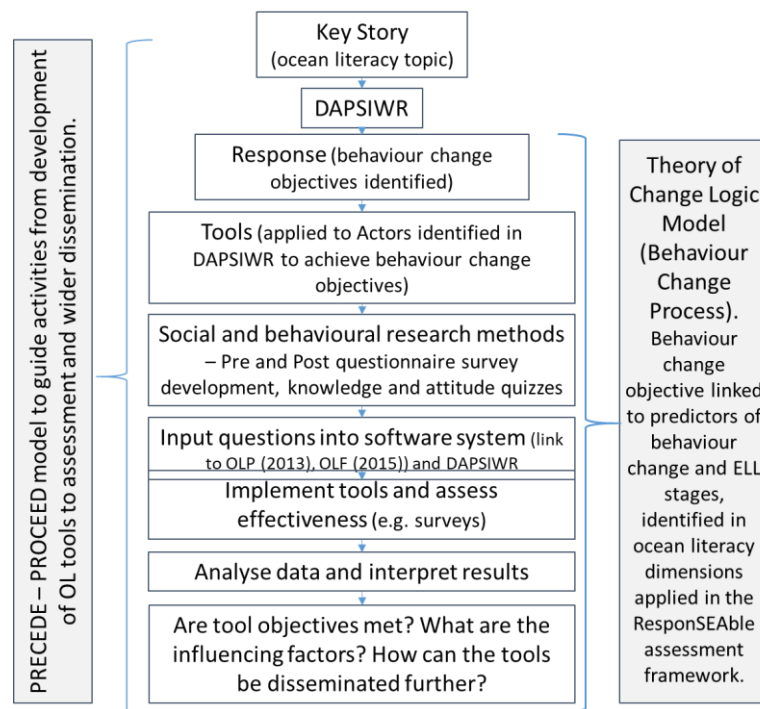 PRECEDE – PROCEED model to guide activities from development
of OL tools to assessment and wider dissemination.
Key Story
(ocean literacy topic)
DAPSIWR
Response (behaviour change
objectives identified)
Tools (applied to Actors identified in
DAPSIWR to achieve behaviour change
objectives)
Social and behavioural research methods
– Pre and Post questionnaire survey
development, knowledge and attitude quizzes
Input questions into software system (link
to OLP (2013), OLF (2015)) and DAPSIWR
Implement tools and assess
effectiveness (e.g. surveys)
Analyse data and interpret results
Are tool objectives met? What are the
influencing factors? How can the tools
be disseminated further?
Theory of
Change Logic
Model
(Behaviour
Change
Process).
Behaviour
change
objective linked
to predictors of
behaviour
change and ELL
stages,
identified in
ocean literacy
dimensions
applied in the
ResponSEAble
assessment
framework.